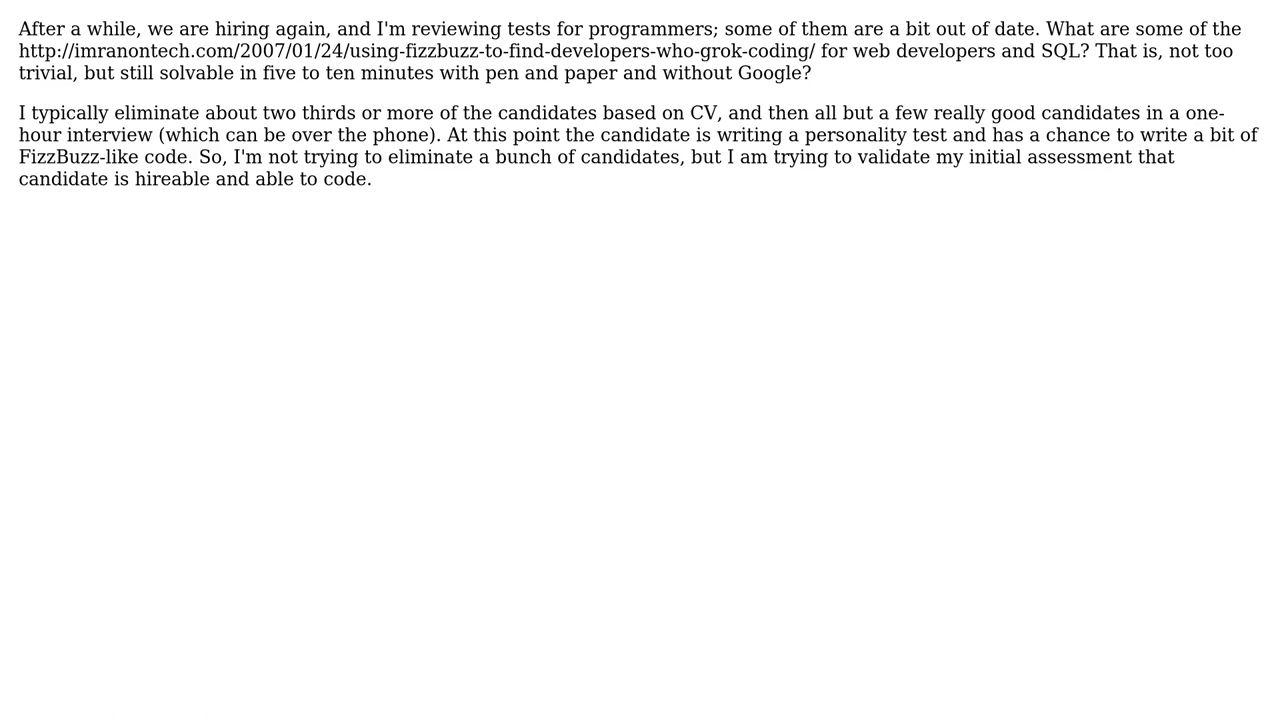 After a while, we are hiring again, and I'm reviewing tests for programmers; some of them are a bit out of date. What are some of the
http://imranontech.com/2007/01/24/using-fizzbuzz-to-find-developers-who-grok-coding/ for web developers and SQL? That is, not too
trivial, but still solvable in five to ten minutes with pen and paper and without Google?
I typically eliminate about two thirds or more of the candidates based on CV, and then all but a few really good candidates in a one-
hour interview (which can be over the phone). At this point the candidate is writing a personality test and has a chance to write a bit of
FizzBuzz-like code. So, I'm not trying to eliminate a bunch of candidates, but I am trying to validate my initial assessment that
candidate is hireable and able to code.